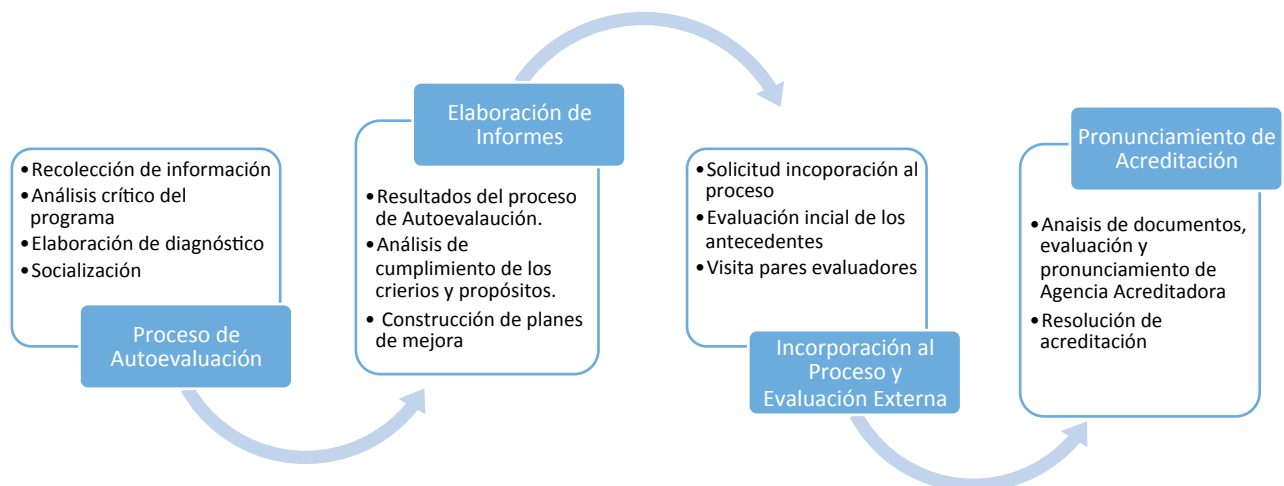 •Recolección de información
•Análisis crítico del
programa
•Elaboración de diagnóstico
•Socialización
Proceso de
Autoevaluación
Elaboración de
Informes
•Resultados del proceso
de Autoevalaución.
•Análisis de
cumplimiento de los
crierios y propósitos.
• Construcción de planes
de mejora
•Solicitud incoporación al
proceso
•Evaluación incial de los
antecedentes
•Visita pares evaluadores
Incorporación al
Proceso y
Evaluación Externa
Pronunciamiento de
Acreditación
•Anaisis de documentos,
evaluación y
pronunciamiento de
Agencia Acreditadora
•Resolución de
acreditación